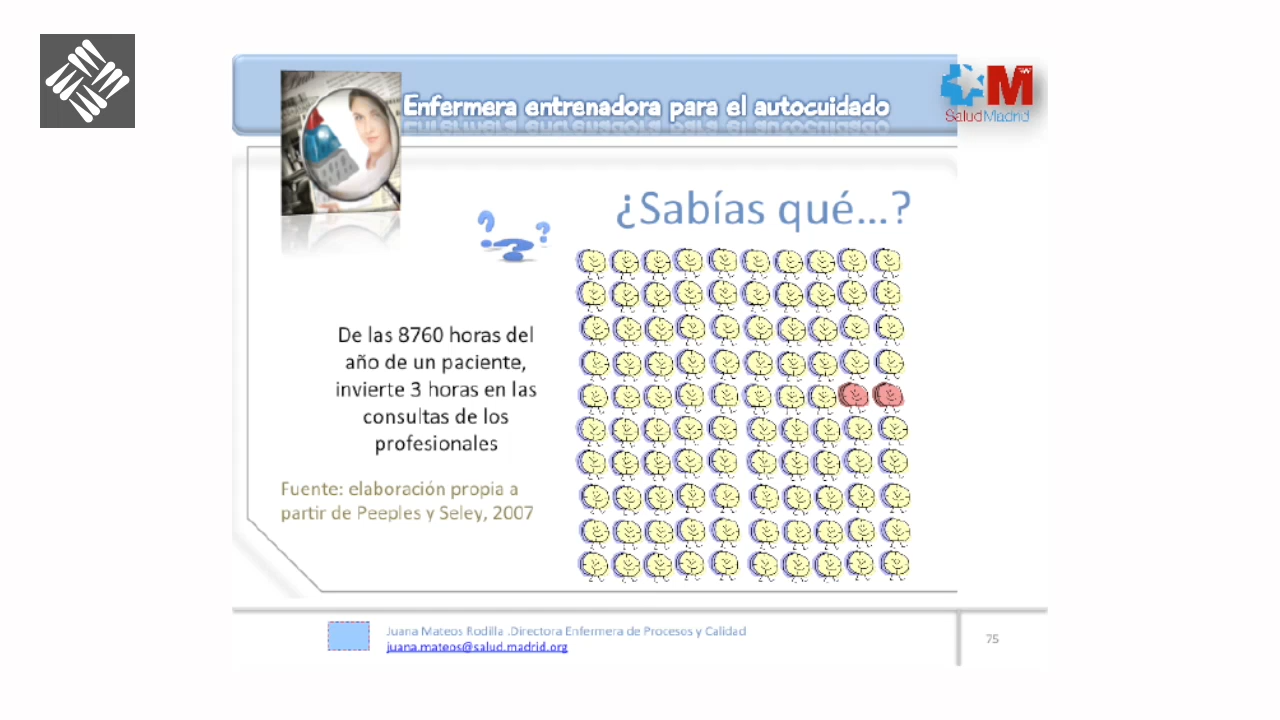 Enfermera entrenadora para el autocuidado
M
SaludMadrid
¿Sabías qué...?
De las 8760 horas del
año de un paciente,
invierte 3 horas en las
consultas de los
profesionales
Fuente: elaboración propia a
partir de Peeples y Seley, 2007
Juana Mateos Rodilla .Directora Enfermera de Procesos y Calidad
juana.mateos@salud.madrid.org
75